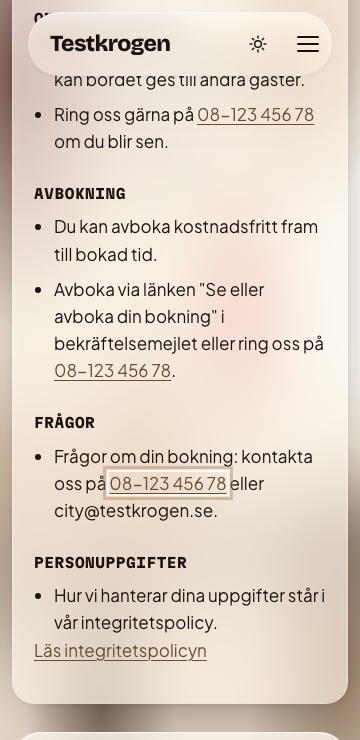 Testkrogen
kan bordet ges till andra gäster.
Ring oss gärna på 08-123 456 78
om du blir sen.
AVBOKNING
Du kan avboka kostnadsfritt fram
till bokad tid.
Avboka via länken "Se eller
avboka din bokning" i
bekräftelsemejlet eller ring oss på
08-123 456 78.
FRÅGOR
Frågor om din bokning: kontakta
oss på 08-123 456 78 eller
city@testkrogen.se.
PERSONUPPGIFTER
Hur vi hanterar dina uppgifter står i
vår integritetspolicy.
Läs integritetspolicyn